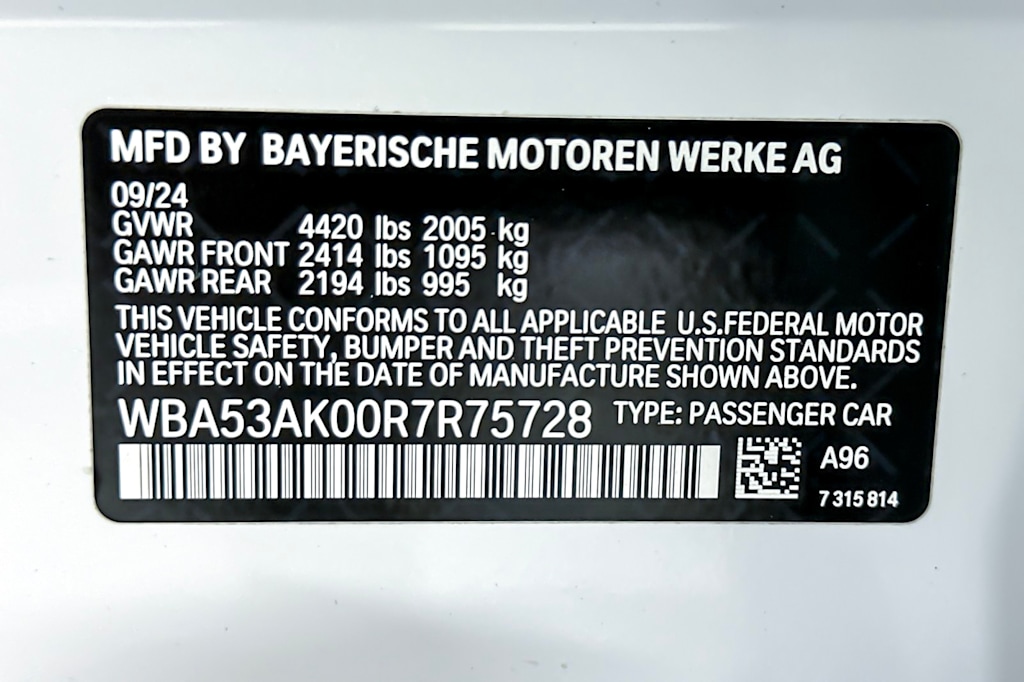 MFD BY BAYERISCHE MOTOREN WERKE AG
09/24
GVWR 4420 lbs 2005 kg
GAWR FRONT 2414 lbs 1095 kg
GAWR REAR 2194 lbs 995 kg
THIS VEHICLE CONFORMS TO ALL APPLICABLE U.S.FEDERAL MOTOR
VEHICLE SAFETY, BUMPER AND THEFT PREVENTION STANDARDS
IN EFFECT ON THE DATE OF MANUFACTURE SHOWN ABOVE.
WBA53AK00R7R75728 TYPE: PASSENGER CAR
A96
7 315 814